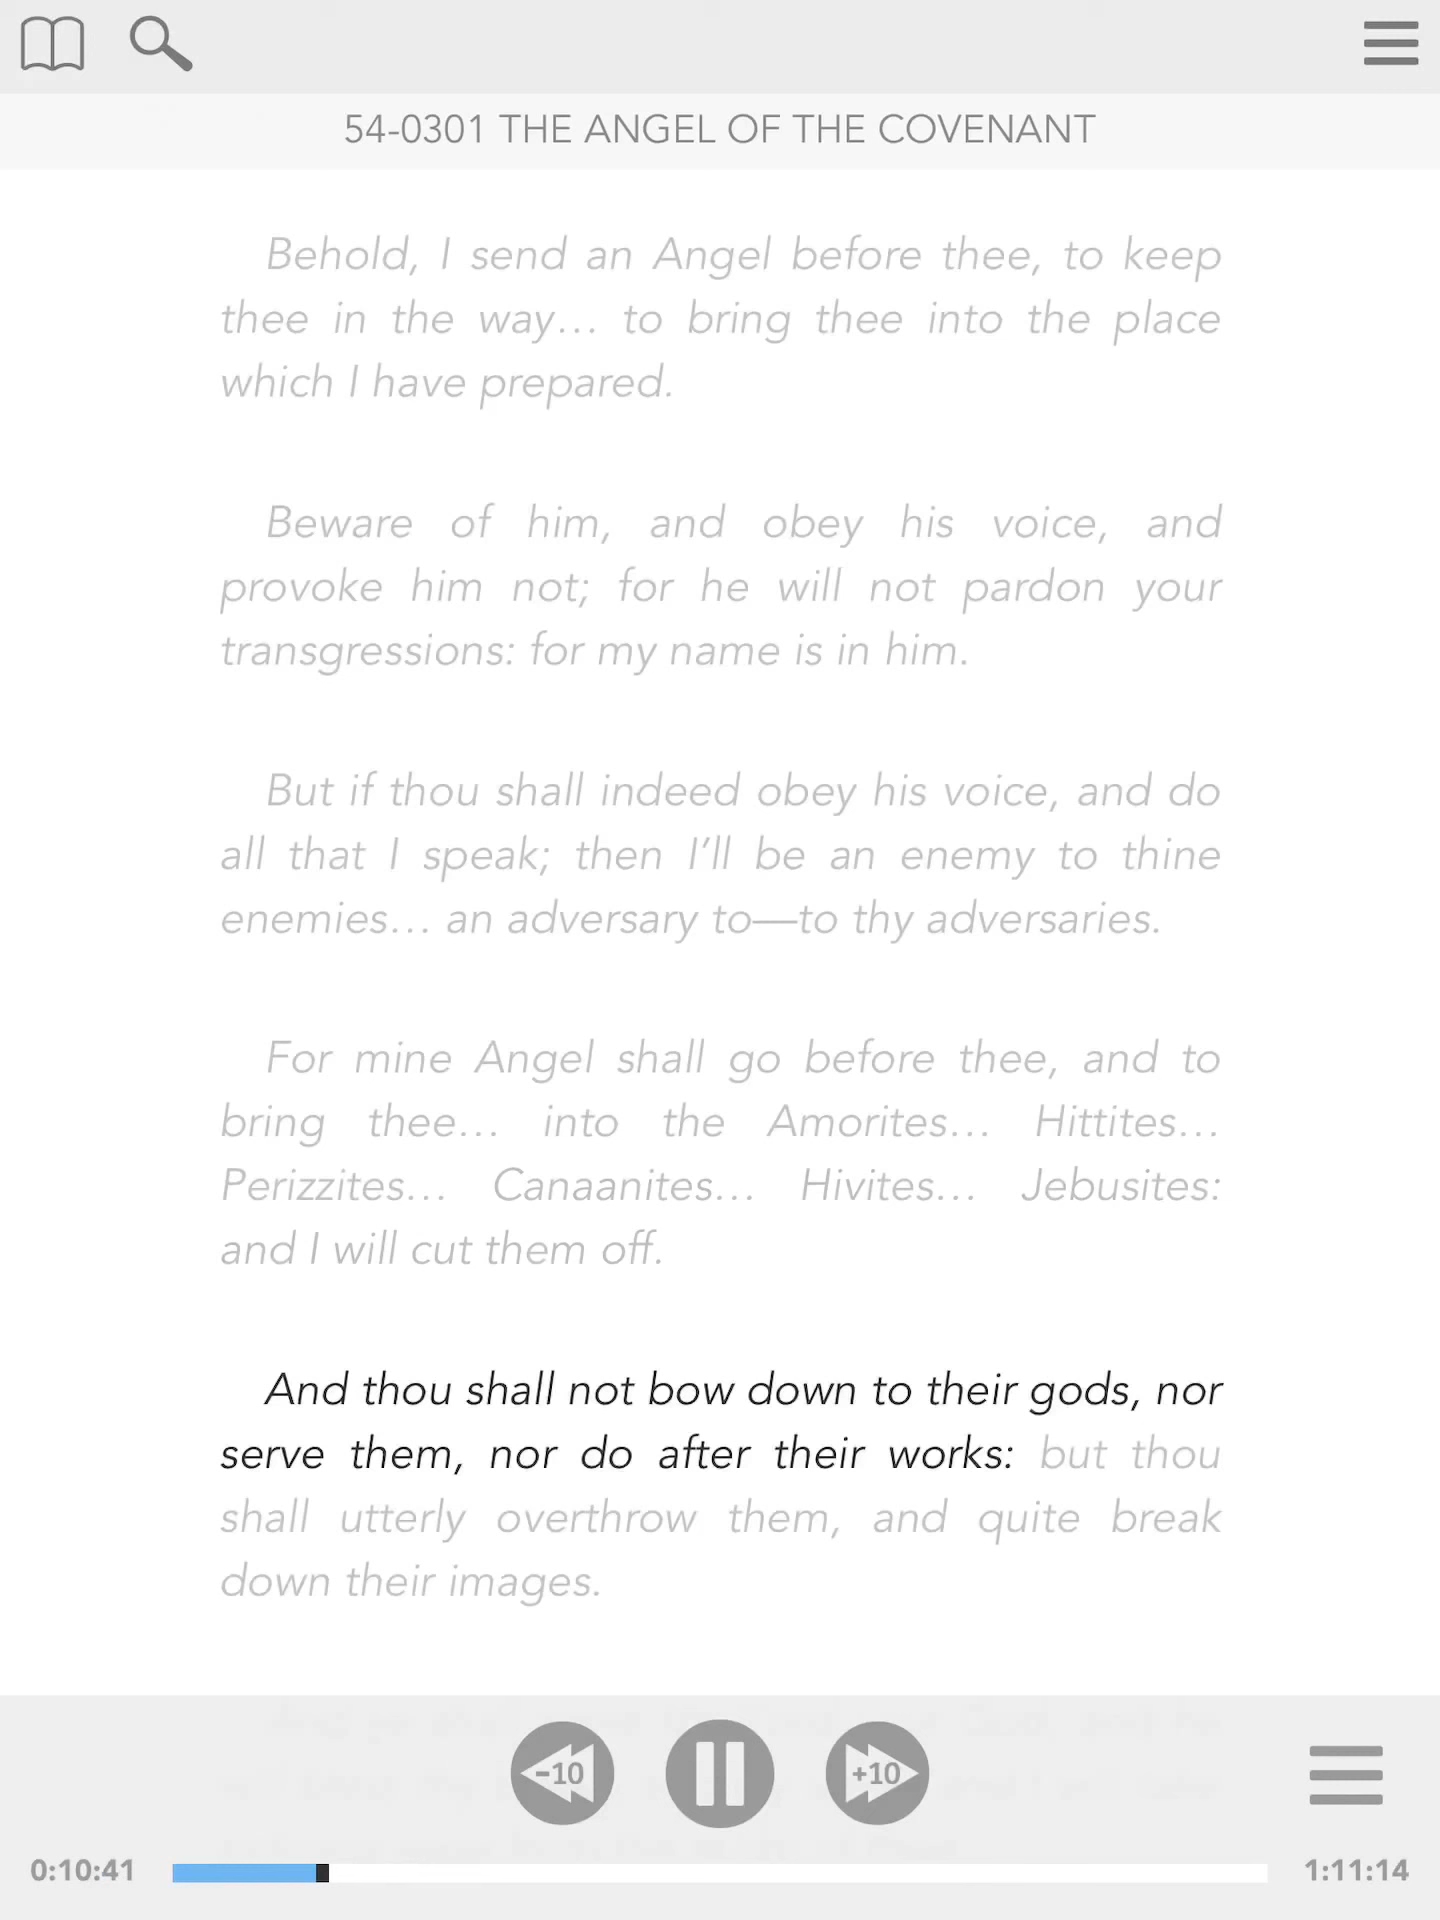 54-0301 THE ANGEL OF THE COVENANT
Behold, I send an Angel before thee, to keep
thee in the way… to bring thee into the place
which I have prepared.
Beware of him, and obey his voice, and
provoke him not; for he will not pardon your
transgressions: for my name is in him.
But if thou shall indeed obey his voice, and do
all that I speak; then I’ll be an enemy to thine
enemies… an adversary to—to thy adversaries.
For mine Angel shall go before thee, and to
bring thee… into the Amorites… Hittites…
Perizzites… Canaanites… Hivites… Jebusites:
and I will cut them off.
And thou shall not bow down to their gods, nor
serve them, nor do after their works: but thou
shall utterly overthrow them, and quite break
down their images.
-10 +10
0:10:41 1:11:14